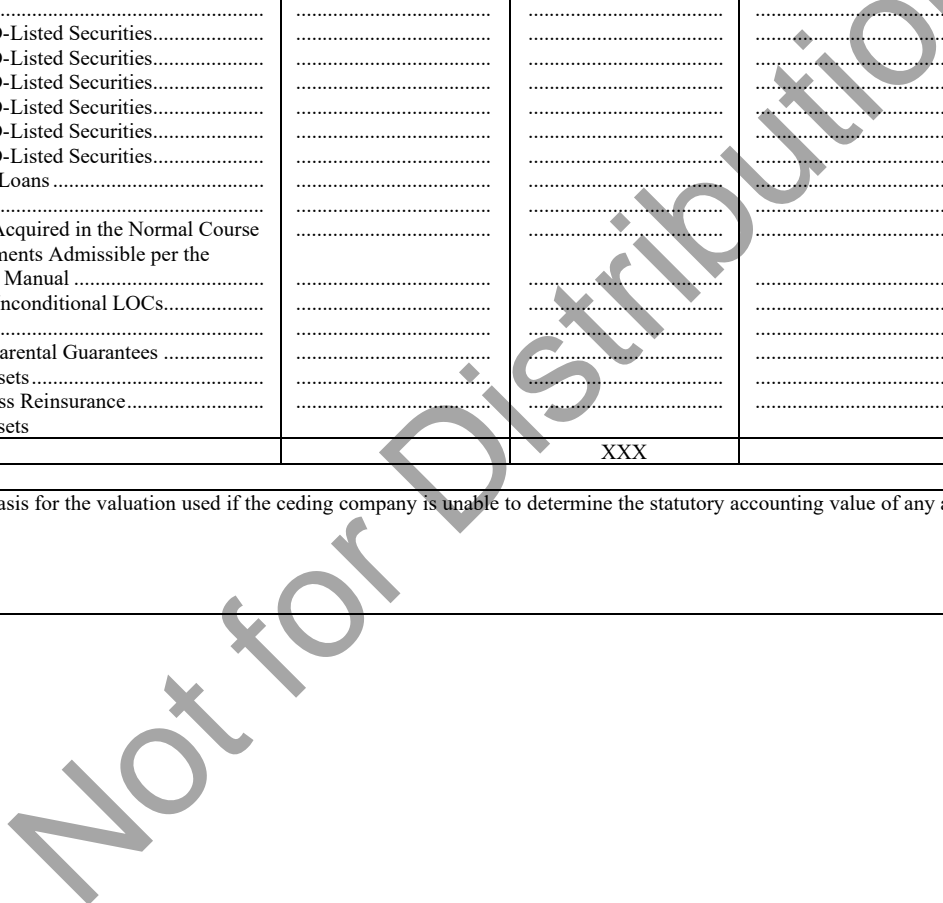 ........................................ ........................................ ........................................ ........................................
-Listed Securities...................... ........................................ ........................................ ........................................
-Listed Securities...................... ........................................ ........................................ ........................................
-Listed Securities...................... ........................................ ........................................ ........................................
-Listed Securities...................... ........................................ ........................................ ........................................
-Listed Securities...................... ........................................ ........................................ ........................................
-Listed Securities...................... ........................................ ........................................ ........................................
Loans ........................................ ........................................ ........................................ ........................................
........................................ ........................................ ........................................ ........................................
Acquired in the Normal Course ........................................ ........................................ ........................................
ments Admissible per the
Manual ..................................... ........................................ ........................................ ........................................
nconditional LOCs.................... ........................................ ........................................ ........................................
........................................ ........................................ ........................................ ........................................
arental Guarantees .................... ........................................ ........................................ ........................................
sets............................................. ........................................ ........................................ ........................................
ss Reinsurance........................... ........................................ ........................................ ........................................
sets
XXX
asis for the valuation used if the ceding company is unable to determine the statutory accounting value of any a
Not for Distributio